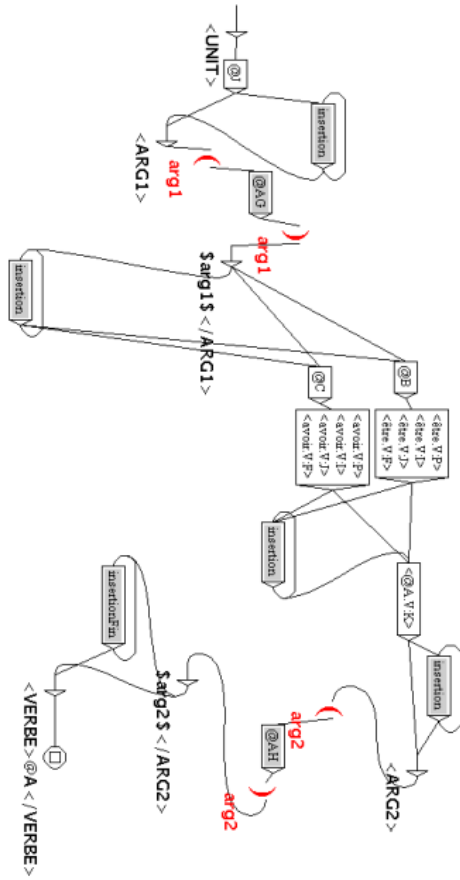 <UNIT>
@J
insertion
<ARG1>
arg1
(
@AG
)
arg1
$arg1$</ARG1>
insertion
@C
@B
<avoir.V:P>
<avoir.V:I>
<avoir.V:J>
<avoir.V:F>
<être.V:P>
<être.V:I>
<être.V:J>
<être.V:F>
insertion
<@A.V:K>
insertion
<ARG2>
arg2
(
@AH
)
arg2
$arg2$</ARG2>
insertionFin
<VERBE>@A</VERBE>